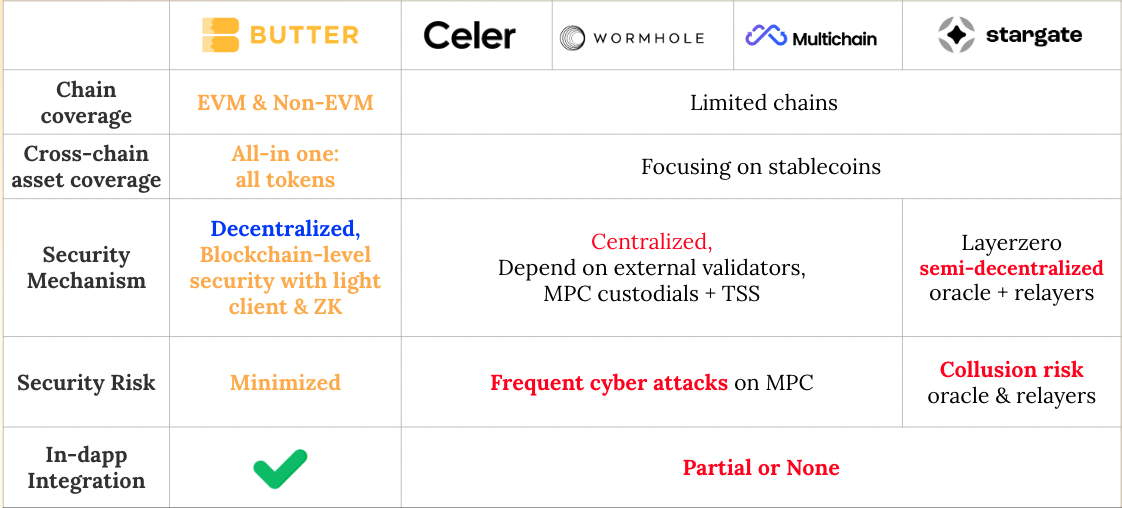 BUTTER
Celer
WORMHOLE
Multichain
stargate
Chain
coverage
EVM & Non-EVM
Limited chains
Cross-chain
asset coverage
All-in one:
all tokens
Focusing on stablecoins
Security
Mechanism
Decentralized,
Blockchain-level
security with light
client & ZK
Centralized,
Depend on external validators,
MPC custodials + TSS
Layerzero
semi-decentralized
oracle + relayers
Security Risk
Minimized
Frequent cyber attacks on MPC
Collusion risk
oracle & relayers
In-dapp
Integration
Partial or None